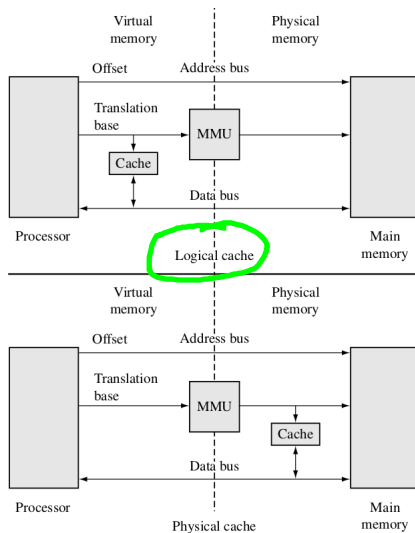 Virtual memory
Physical memory
Offset
Address bus
Translation base
MMU
Cache
Data bus
Processor
Main memory
Logical cache
Virtual memory
Physical memory
Offset
Address bus
Translation base
MMU
Cache
Data bus
Processor
Main memory
Physical cache